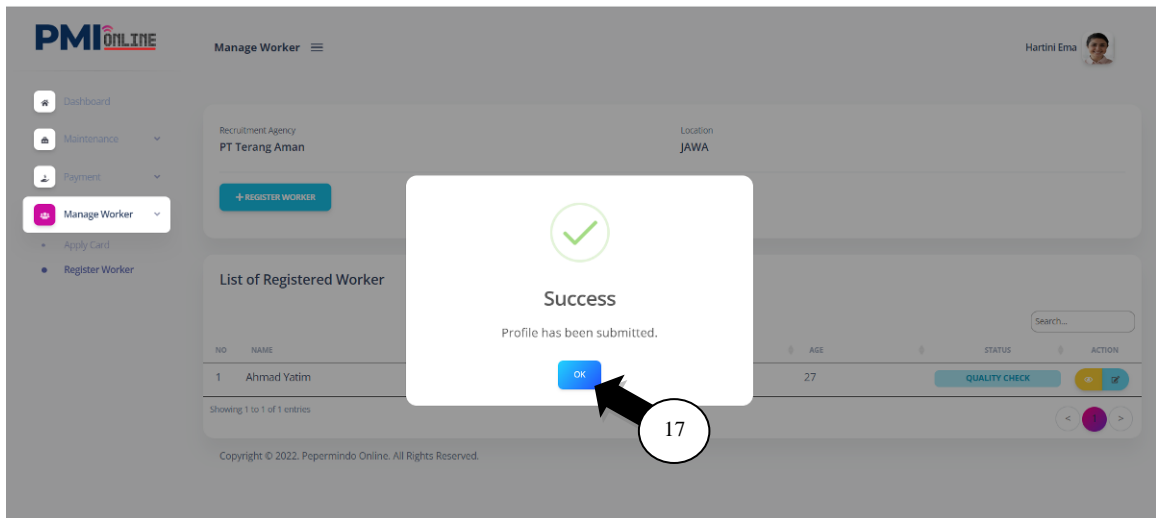 PMI ONLINE
Manage Worker
Hartini Ema
Dashboard
Maintenance
Payment
Manage Worker
Apply Card
Register Worker
Recruitment Agency
PT Terang Aman
Location
JAWA
+ REGISTER WORKER
List of Registered Worker
Search...
NO NAME AGE STATUS ACTION
1 Ahmad Yatim 27 QUALITY CHECK
Showing 1 to 1 of 1 entries
< 1 >
Success
Profile has been submitted.
OK
17
Copyright © 2022. Pepermindo Online. All Rights Reserved.